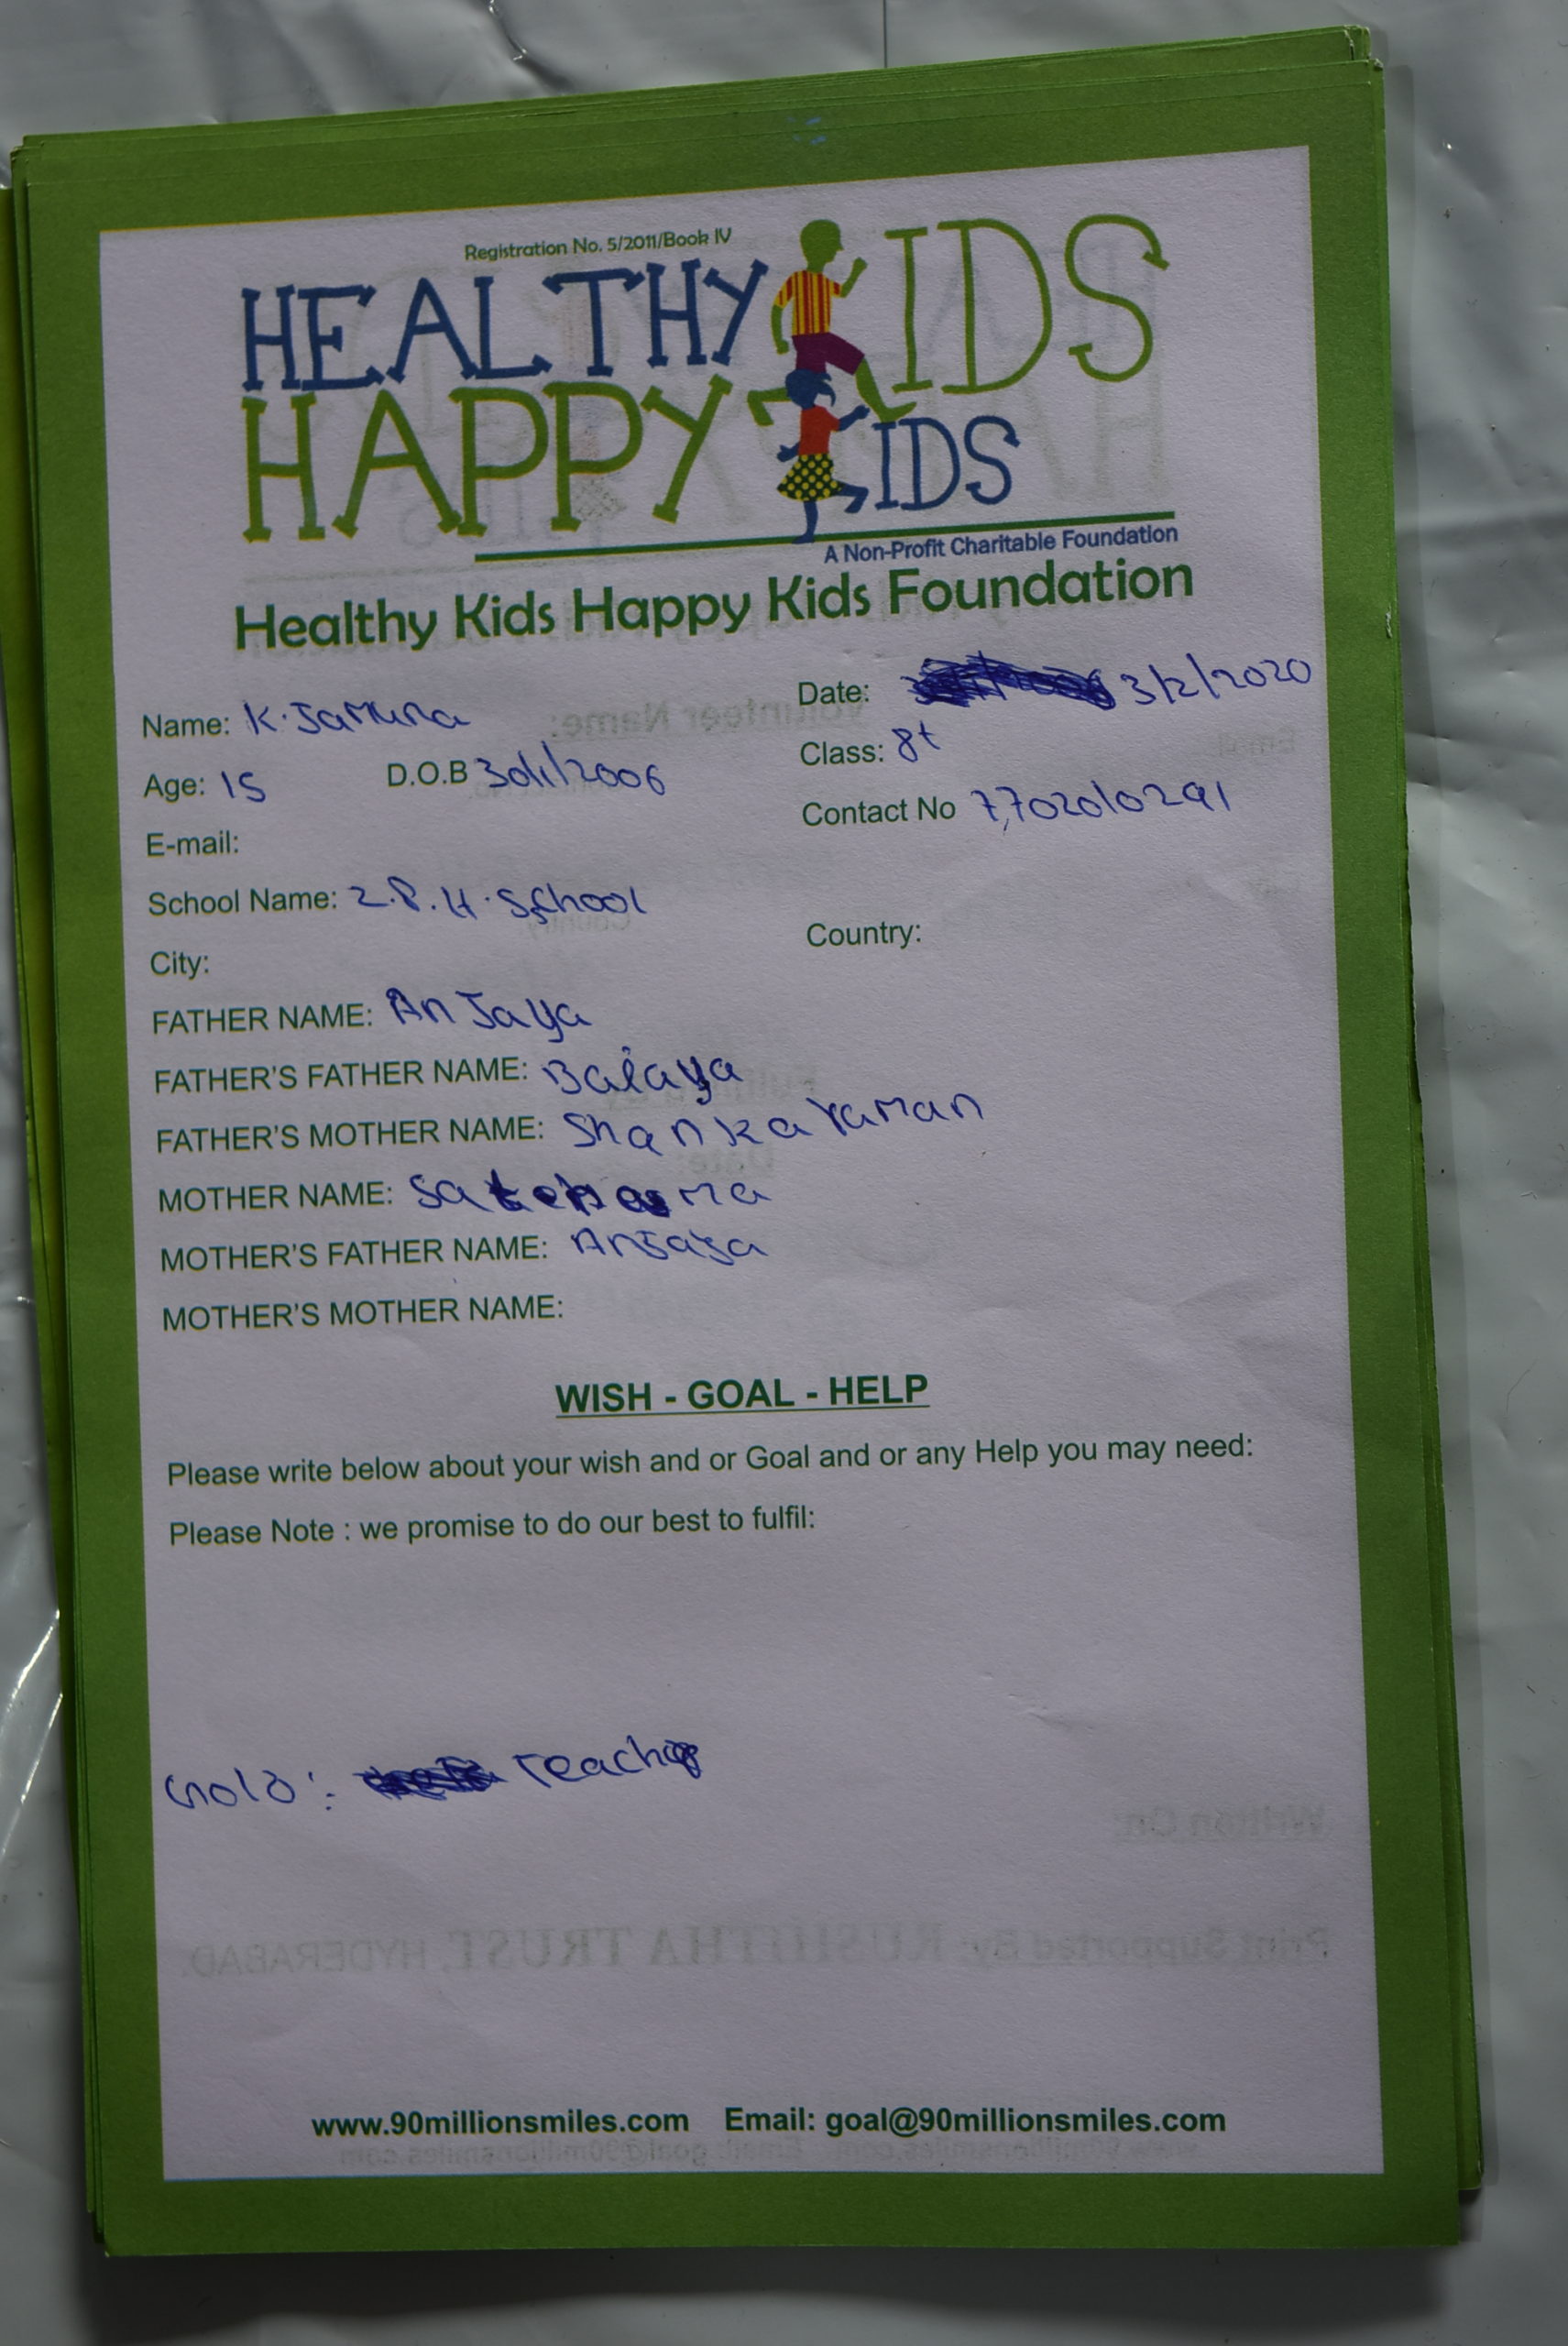 Registration No. 5/2011/Book IV
HEALTHY KIDS
HAPPY KIDS
A Non-Profit Charitable Foundation
Healthy Kids Happy Kids Foundation
Name: K. Jamuna Date: 3/2/2020
Age: 15 D.O.B 30/1/2006 Class: 8t
E-mail: Contact No 7702010291
School Name: Z.P.H. School
City: Country:
FATHER NAME: An Jaya
FATHER'S FATHER NAME: Balaya
FATHER'S MOTHER NAME: Shankaraman
MOTHER NAME:
MOTHER'S FATHER NAME: Anjaya
MOTHER'S MOTHER NAME:
WISH - GOAL - HELP
Please write below about your wish and or Goal and or any Help you may need:
Please Note : we promise to do our best to fulfil:
Teacher
www.90millionsmiles.com Email: goal@90millionsmiles.com